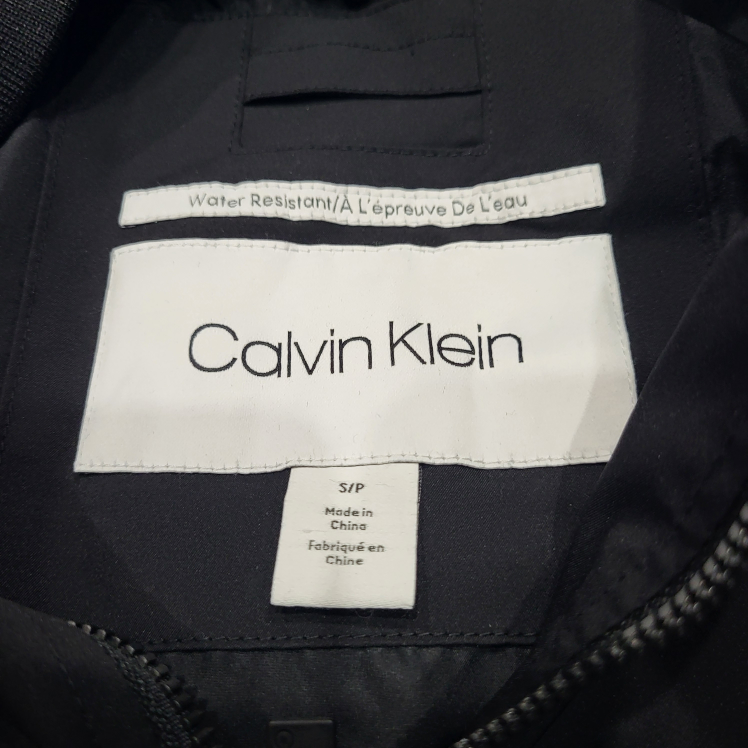 Water Resistant/À L'épreuve De L'eau
Calvin Klein
S/P
Made in
China
Fabriqué en
Chine